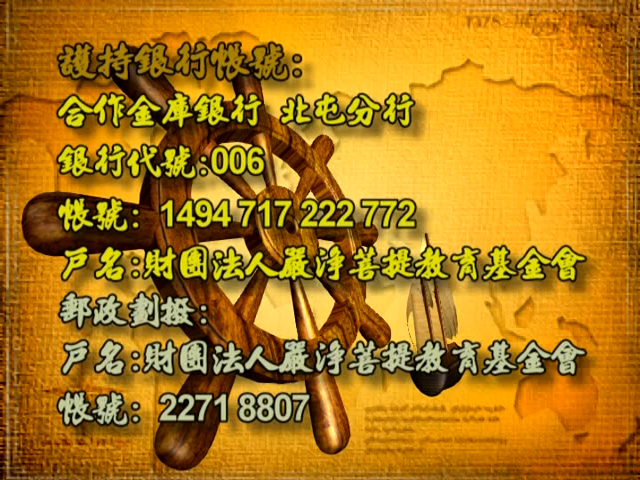 護持銀行帳號:
合作金庫銀行 北屯分行
銀行代號:006
帳號: 1494 717 222 772
戶名:財團法人嚴淨菩提教育基金會
郵政劃撥:
戶名:財團法人嚴淨菩提教育基金會
帳號: 2271 8807